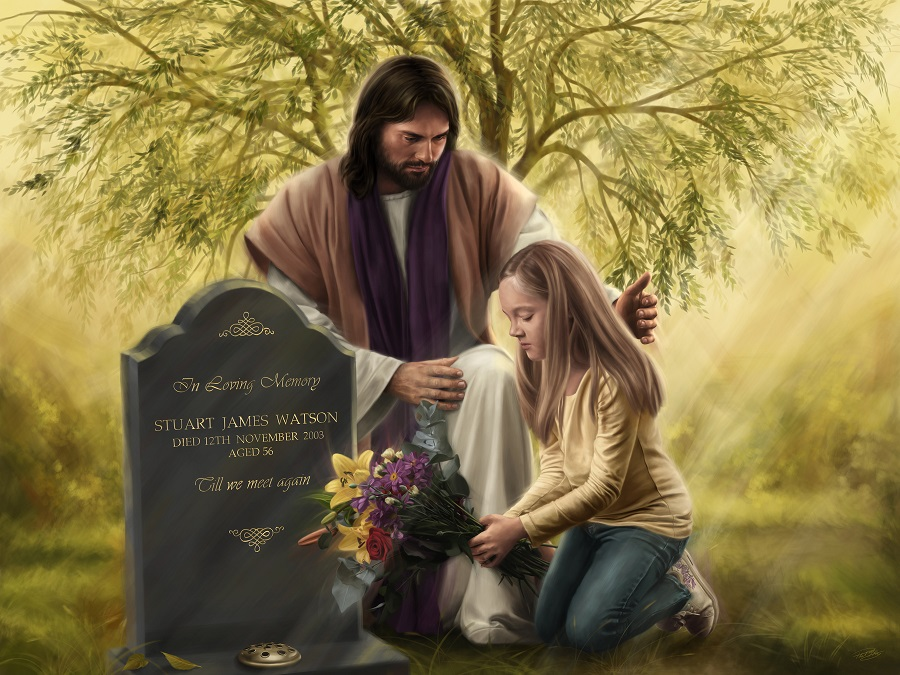 In Loving Memory
STUART JAMES WATSON
DIED 12TH NOVEMBER 2003
AGED 56
Till we meet again